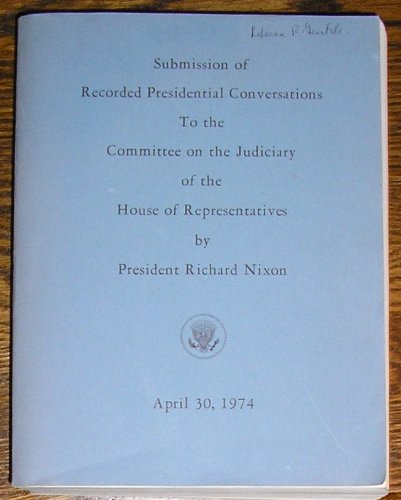 Submission of
Recorded Presidential Conversations
To the
Committee on the Judiciary
of the
House of Representatives
by
President Richard Nixon
April 30, 1974